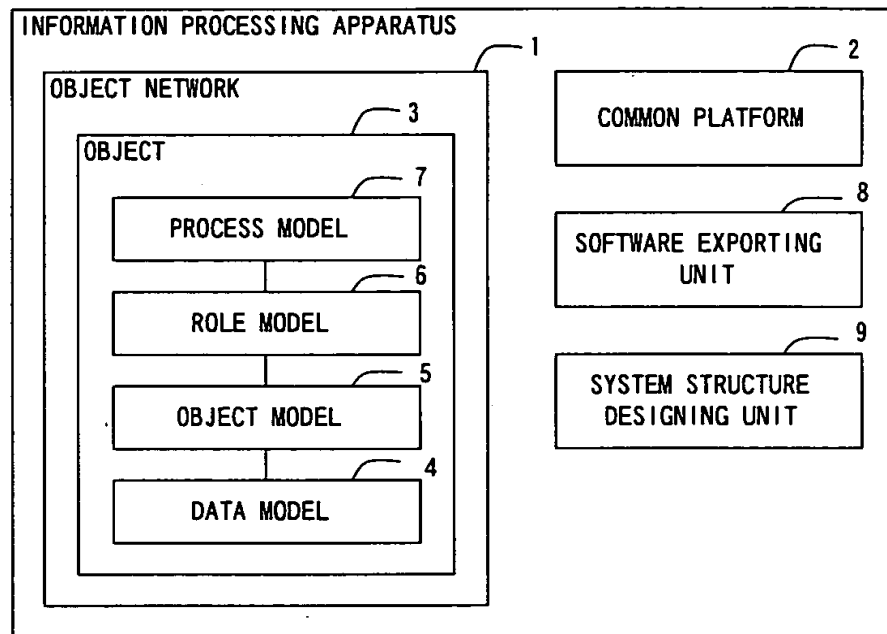 INFORMATION PROCESSING APPARATUS
1
OBJECT NETWORK
3
OBJECT
7
PROCESS MODEL
6
ROLE MODEL
5
OBJECT MODEL
4
DATA MODEL
2
COMMON PLATFORM
8
SOFTWARE EXPORTING
UNIT
9
SYSTEM STRUCTURE
DESIGNING UNIT